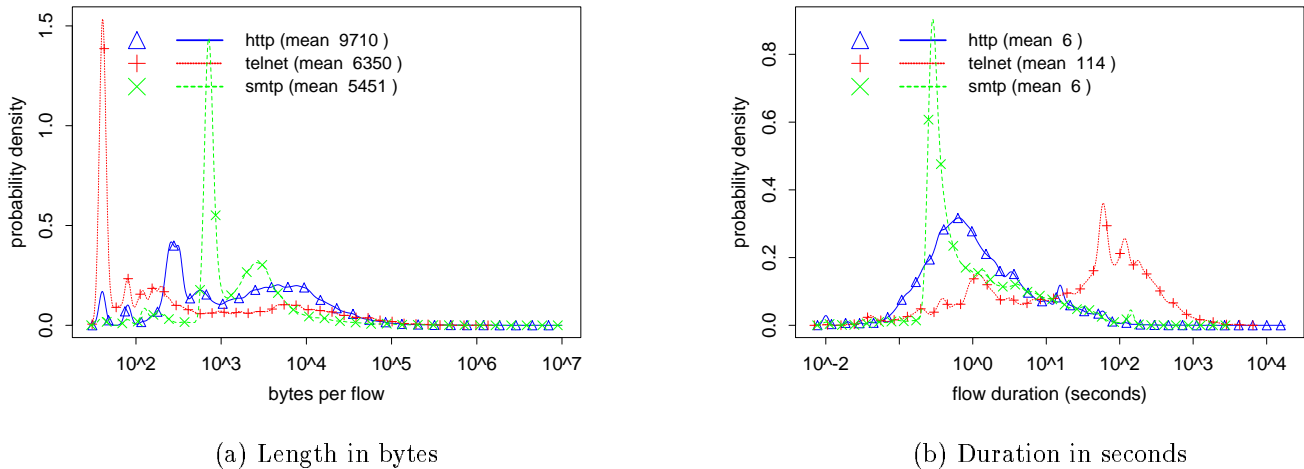 http (mean 9710 )
telnet (mean 6350 )
smtp (mean 5451 )
probability density
0.0 0.5 1.0 1.5
10^2 10^3 10^4 10^5 10^6 10^7
bytes per flow
(a) Length in bytes
http (mean 6 )
telnet (mean 114 )
smtp (mean 6 )
probability density
0.0 0.2 0.4 0.6 0.8
10^-2 10^0 10^1 10^2 10^3 10^4
flow duration (seconds)
(b) Duration in seconds